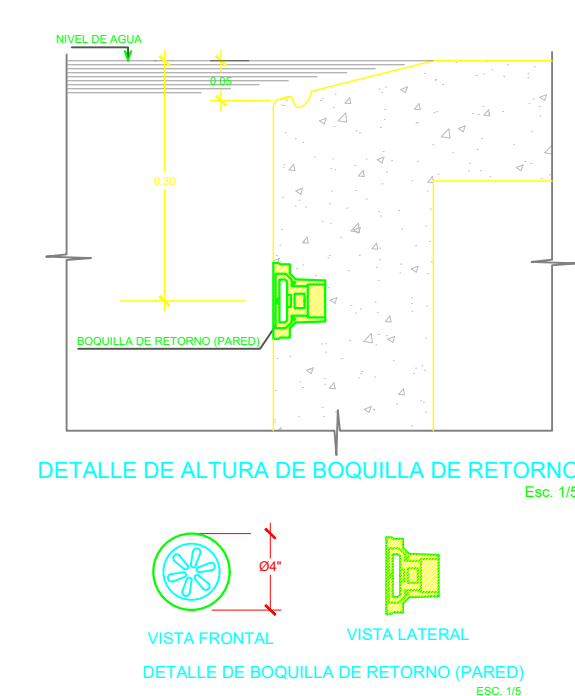 NIVEL DE AGUA
0.05
0.30
BOQUILLA DE RETORNO (PARED)
DETALLE DE ALTURA DE BOQUILLA DE RETORNO
Esc. 1/5
Ø4"
VISTA FRONTAL
VISTA LATERAL
DETALLE DE BOQUILLA DE RETORNO (PARED)
ESC. 1/5